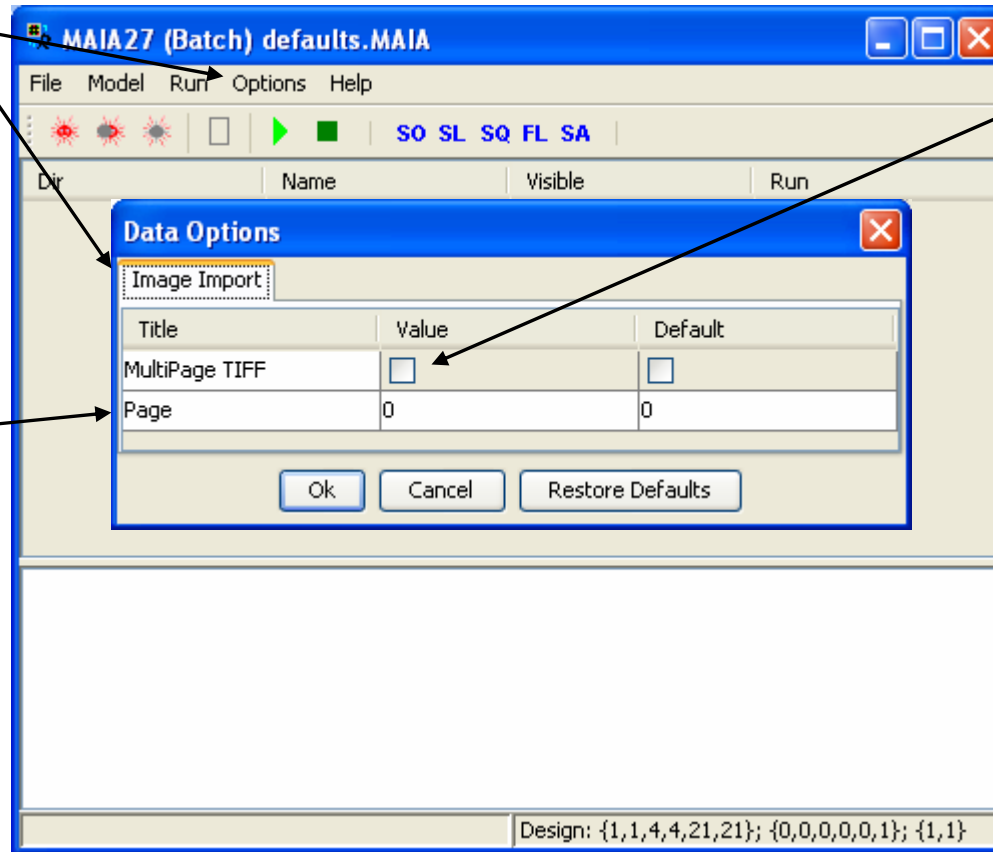 MAIA27 (Batch) defaults.MAIA
File Model Run Options Help
SO SL SQ FL SA
Dir Name Visible Run
Data Options
Image Import
Title Value Default
MultiPage TIFF
Page 0 0
Ok Cancel Restore Defaults
Design: {1,1,4,4,21,21}; {0,0,0,0,0,1}; {1,1}